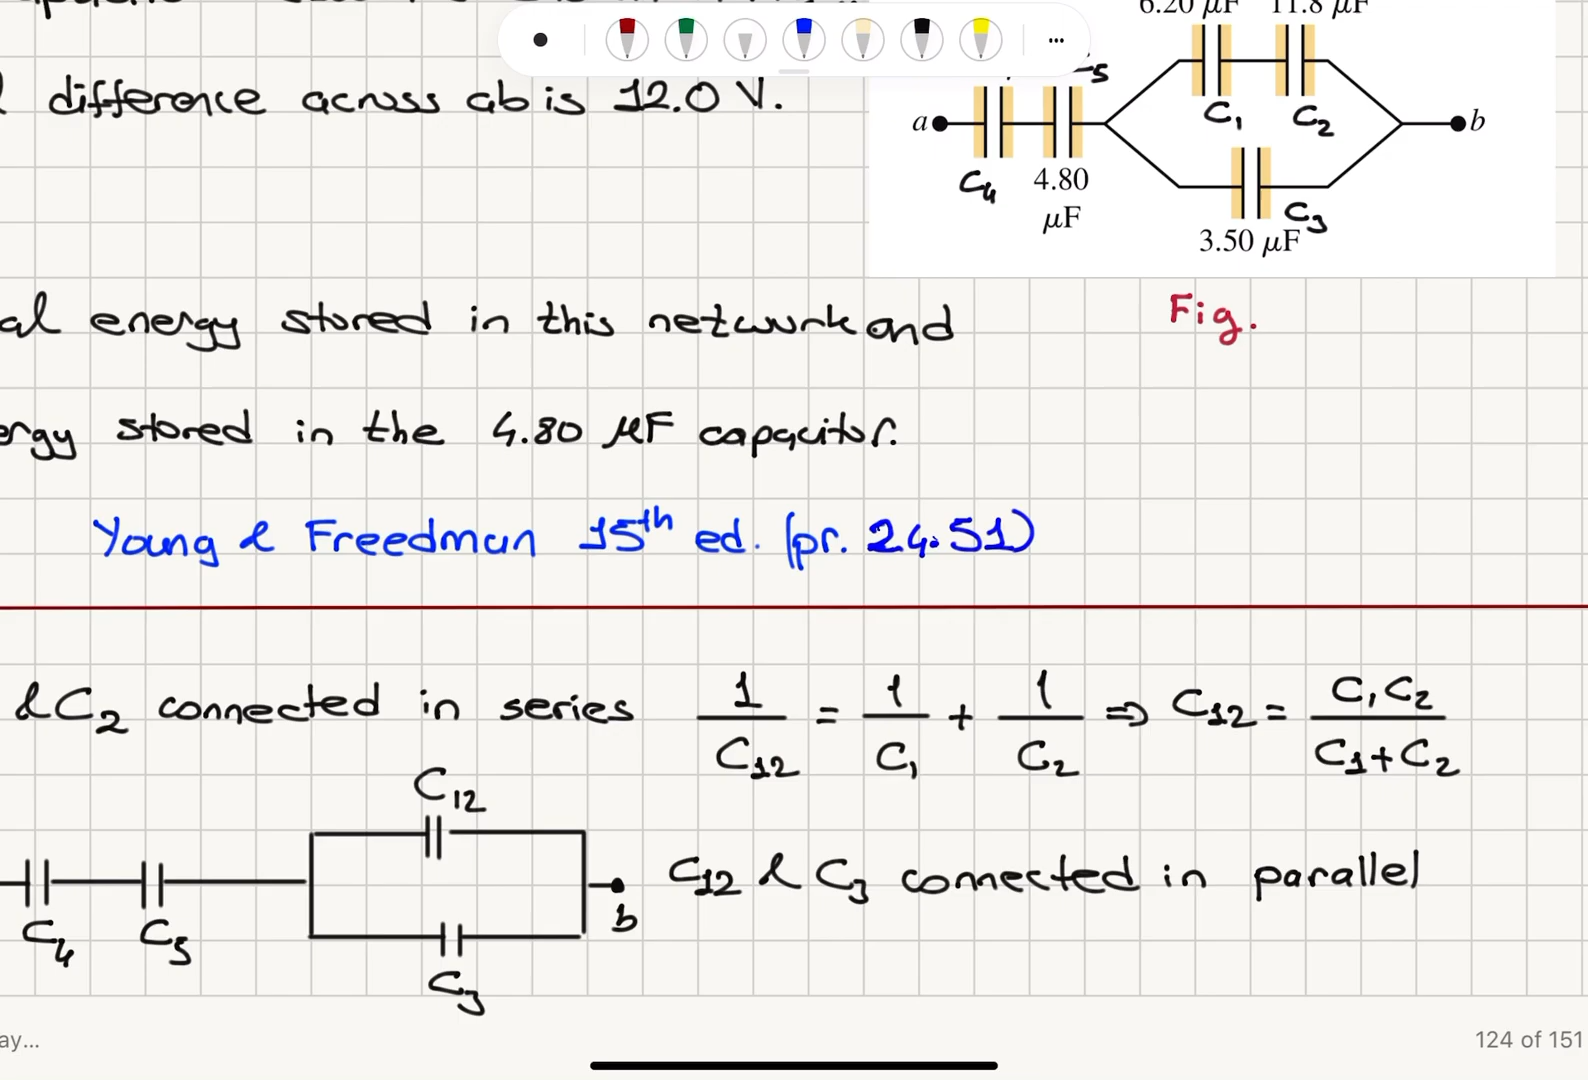 6.20 µF 11.8 µF
difference across ab is 12.0 V.
5
a
C1 C2
b
C4 4.80 µF
C3
3.50 µF
al energy stored in this network and
Fig.
ergy stored in the 4.80 µF capacitor.
Young & Freedman 15th ed. (pr. 24.51)
& C2 connected in series 1/C12 = 1/C1 + 1/C2 ⇒ C12 = C1C2/C1+C2
C12
C12 & C3 connected in parallel
C4 C5 b
C3
ay...
124 of 151